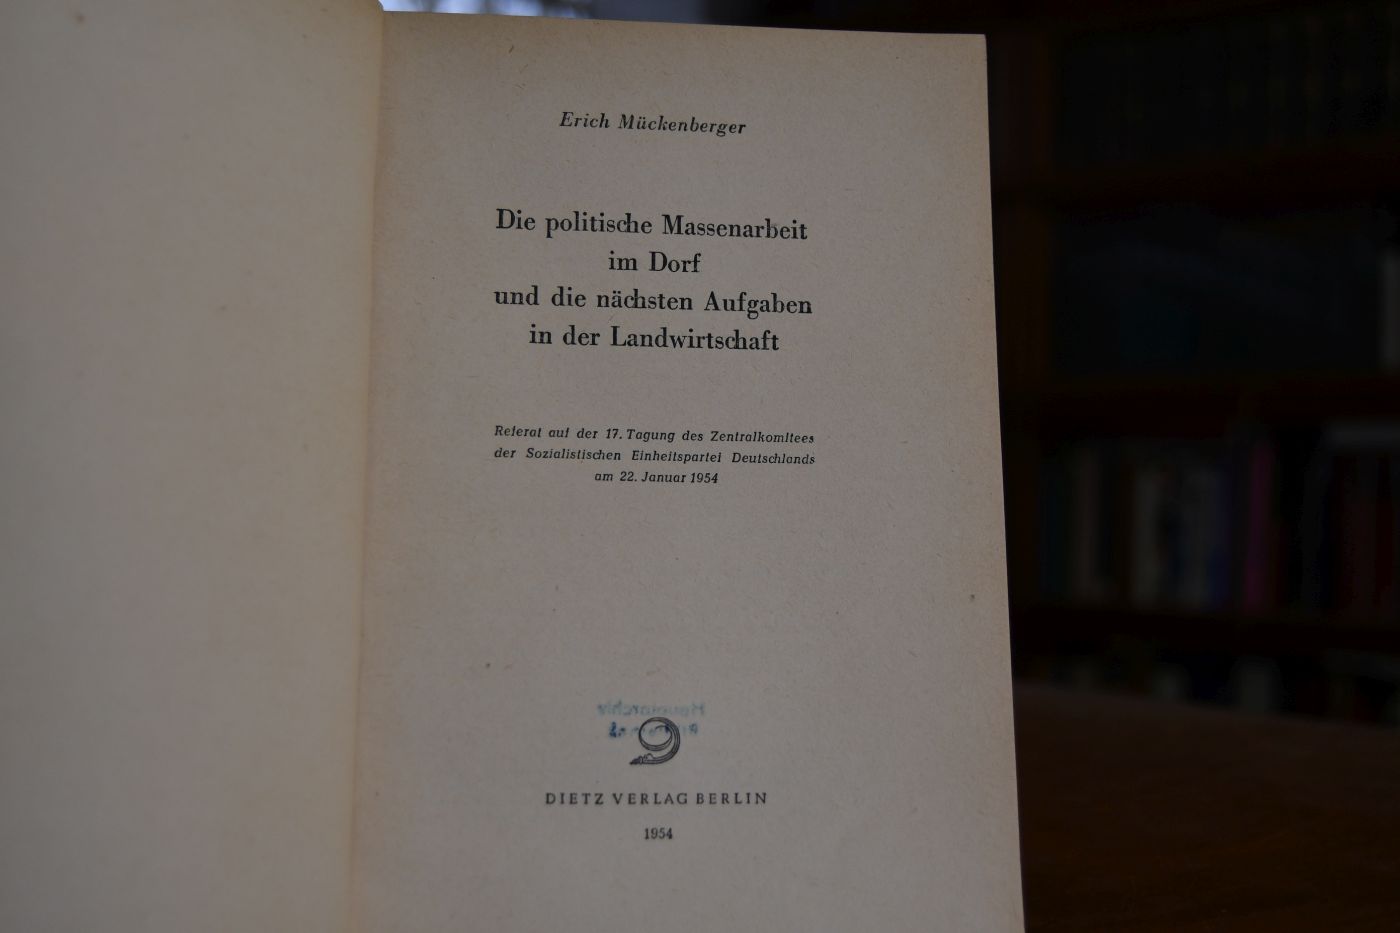 Erich Mückenberger
Die politische Massenarbeit
im Dorf
und die nächsten Aufgaben
in der Landwirtschaft
Referat auf der 17. Tagung des Zentralkomitees
der Sozialistischen Einheitspartei Deutschlands
am 22. Januar 1954
Hauptarchiv
DIETZ VERLAG BERLIN
1954